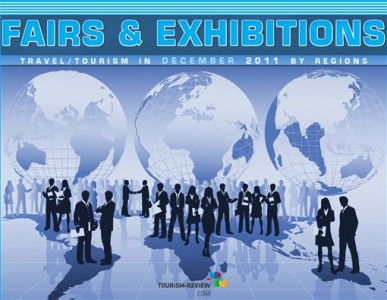 FAIRS & EXHIBITIONS
TRAVEL/TOURISM IN DECEMBER 2011 BY REGIONS
TOURISM-REVIEW
.COM